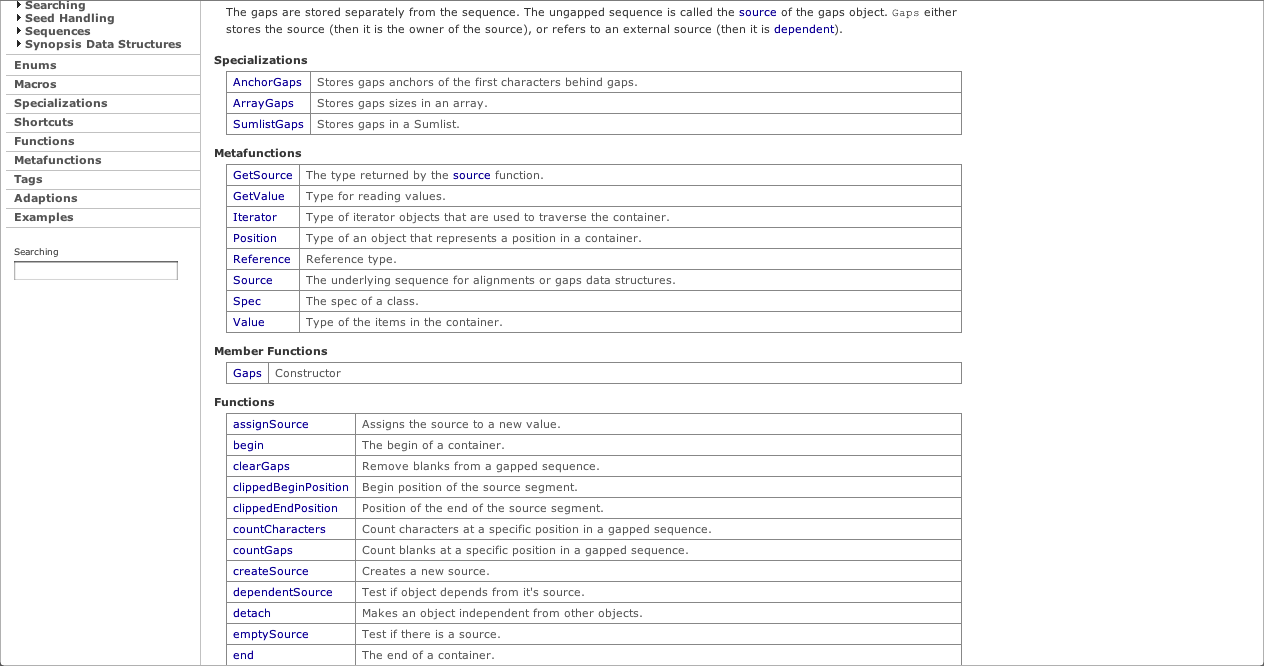 Searching
Seed Handling
Sequences
Synopsis Data Structures
Enums
Macros
Specializations
Shortcuts
Functions
Metafunctions
Tags
Adaptions
Examples
Searching
The gaps are stored separately from the sequence. The ungapped sequence is called the source of the gaps object. Gaps either
stores the source (then it is the owner of the source), or refers to an external source (then it is dependent).
Specializations
AnchorGaps Stores gaps anchors of the first characters behind gaps.
ArrayGaps Stores gaps sizes in an array.
SumlistGaps Stores gaps in a Sumlist.
Metafunctions
GetSource The type returned by the source function.
GetValue Type for reading values.
Iterator Type of iterator objects that are used to traverse the container.
Position Type of an object that represents a position in a container.
Reference Reference type.
Source The underlying sequence for alignments or gaps data structures.
Spec The spec of a class.
Value Type of the items in the container.
Member Functions
Gaps Constructor
Functions
assignSource Assigns the source to a new value.
begin The begin of a container.
clearGaps Remove blanks from a gapped sequence.
clippedBeginPosition Begin position of the source segment.
clippedEndPosition Position of the end of the source segment.
countCharacters Count characters at a specific position in a gapped sequence.
countGaps Count blanks at a specific position in a gapped sequence.
createSource Creates a new source.
dependentSource Test if object depends from it's source.
detach Makes an object independent from other objects.
emptySource Test if there is a source.
end The end of a container.